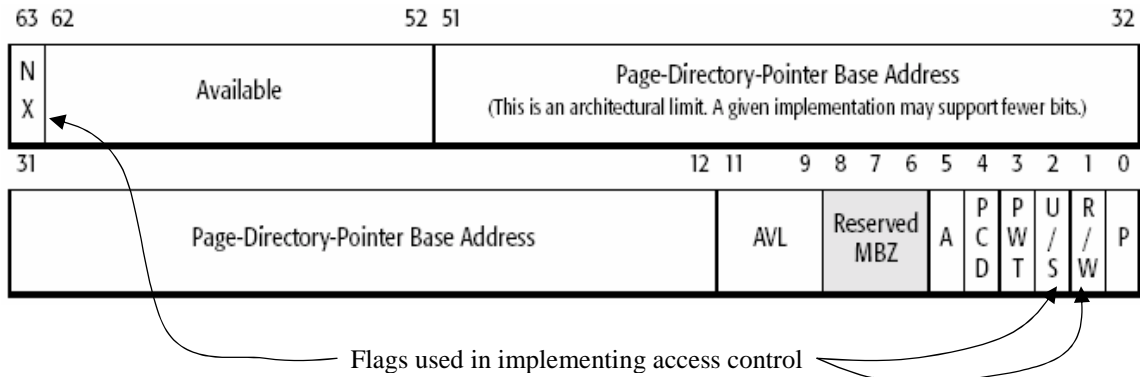 63 62 52 51 32
N X Available Page-Directory-Pointer Base Address
(This is an architectural limit. A given implementation may support fewer bits.)
31 12 11 9 8 7 6 5 4 3 2 1 0
Page-Directory-Pointer Base Address AVL Reserved MBZ A PCD PWT U/S R/W P
Flags used in implementing access control